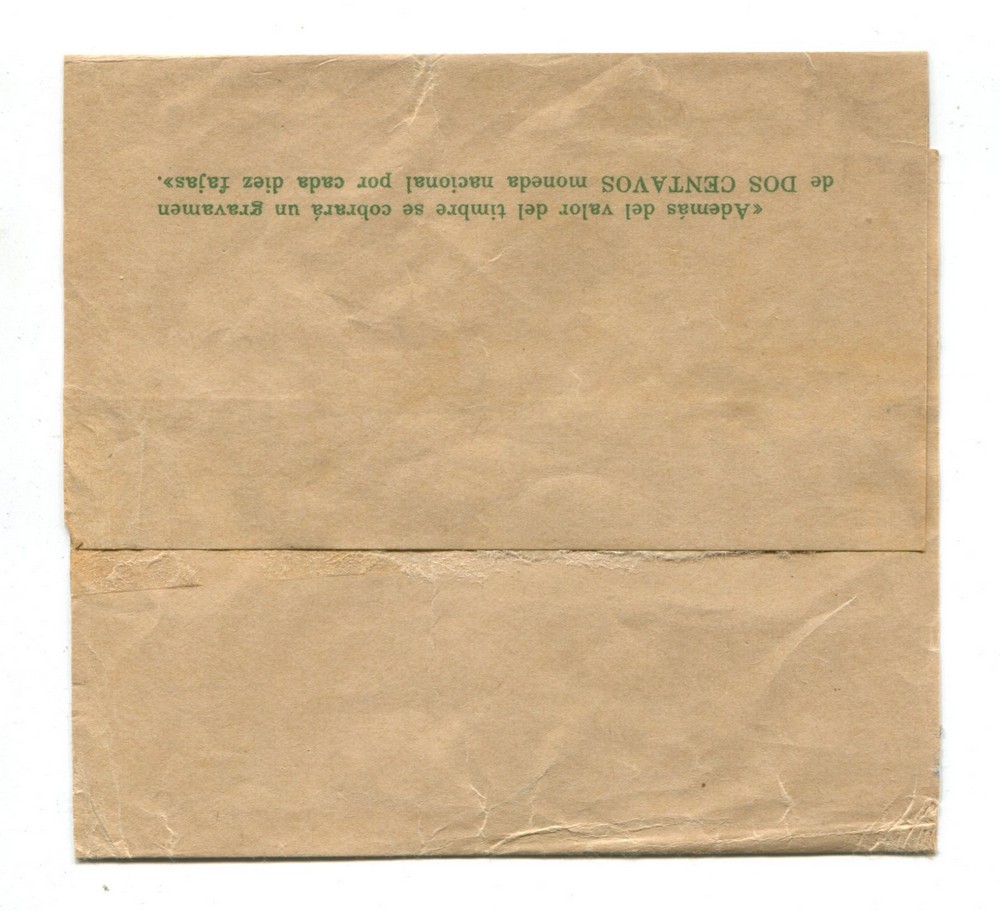 «Además del valor del timbre se cobrará un gravamen
de DOS CENTAVOS moneda nacional por cada diez fajas».